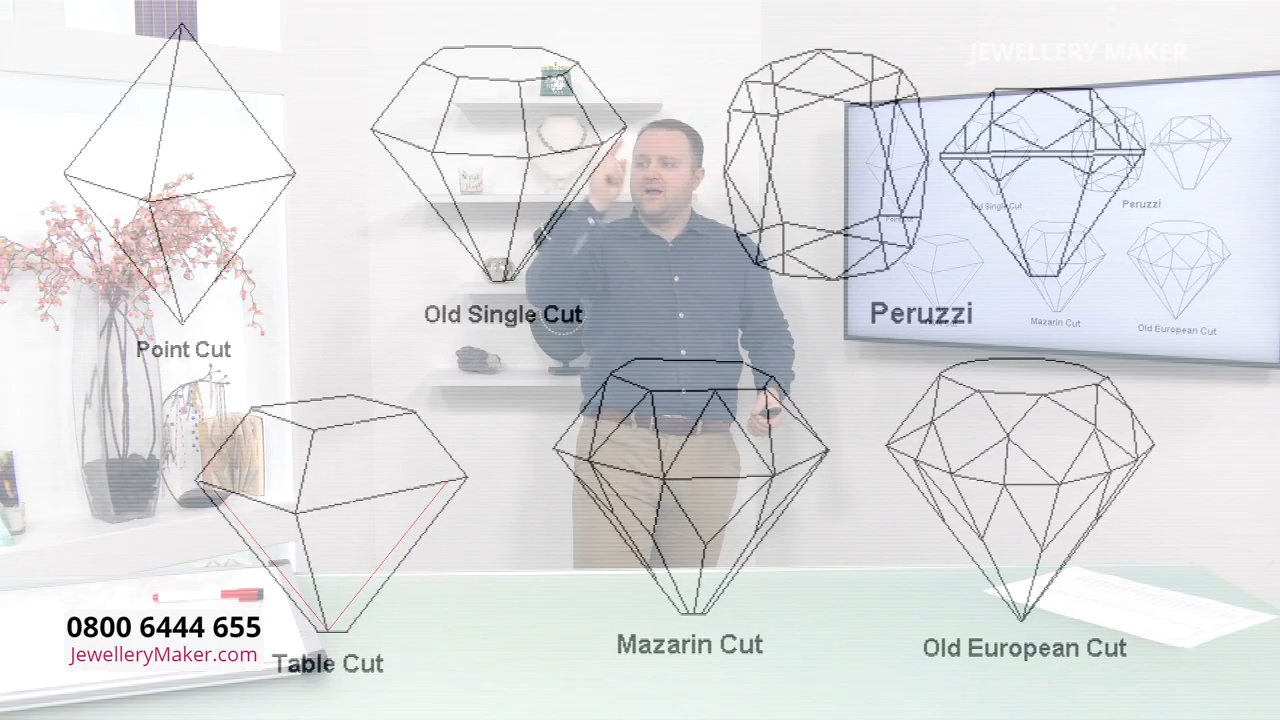 JEWELLERY MAKER
Old Single Cut
Peruzzi
Old Single Cut
Peruzzi
Point Cut
Mazarin Cut
Old European Cut
Mazarin Cut
Old European Cut
0800 6444 655
JewelleryMaker.com
Table Cut